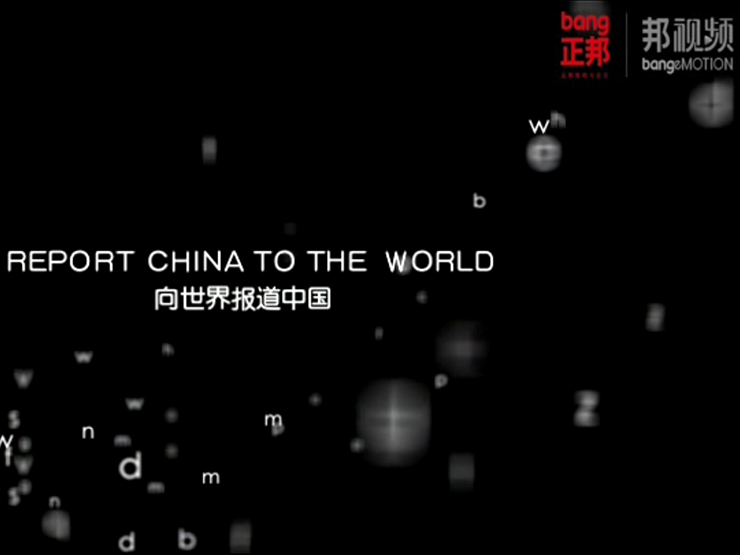 bang
正邦
邦视频
bangeMOTION
w
h
b
REPORT CHINA TO THE WORLD
向世界报道中国
w
h
w
p
w
s
m
n
m
p
w
d
m
s
m
n
d
b